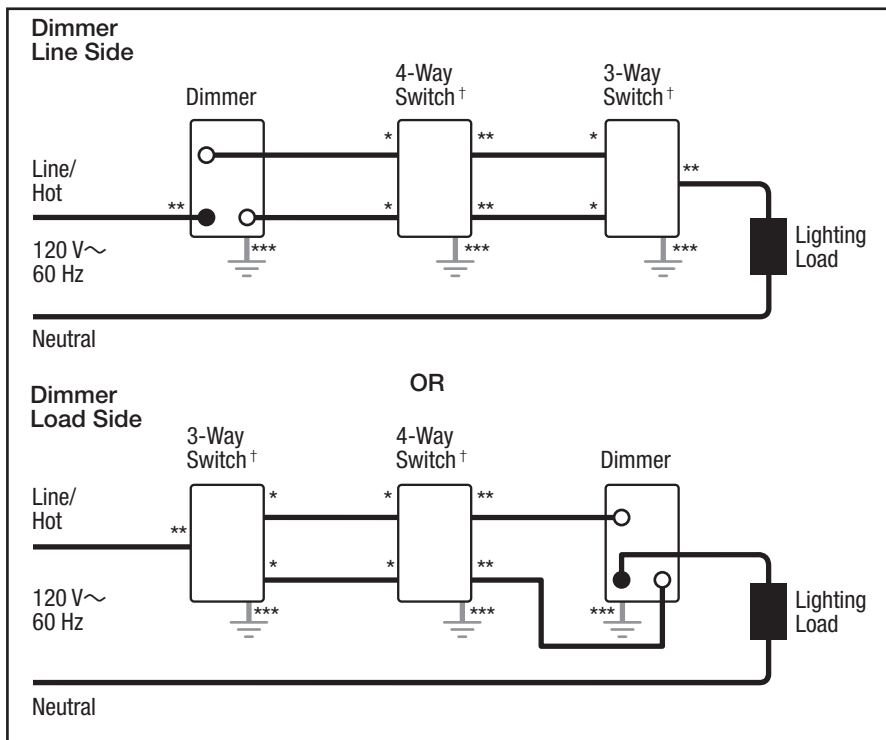 Dimmer
Line Side
4-Way
Switch †
3-Way
Switch †
Dimmer
* ** *
Line/
Hot
** **
* ** *
120 V～
60 Hz
*** *** ***
Lighting
Load
Neutral
OR
Dimmer
Load Side
3-Way
Switch †
4-Way
Switch †
Dimmer
Line/
Hot
* * **
**
* * **
120 V～
60 Hz
*** *** ***
Lighting
Load
Neutral